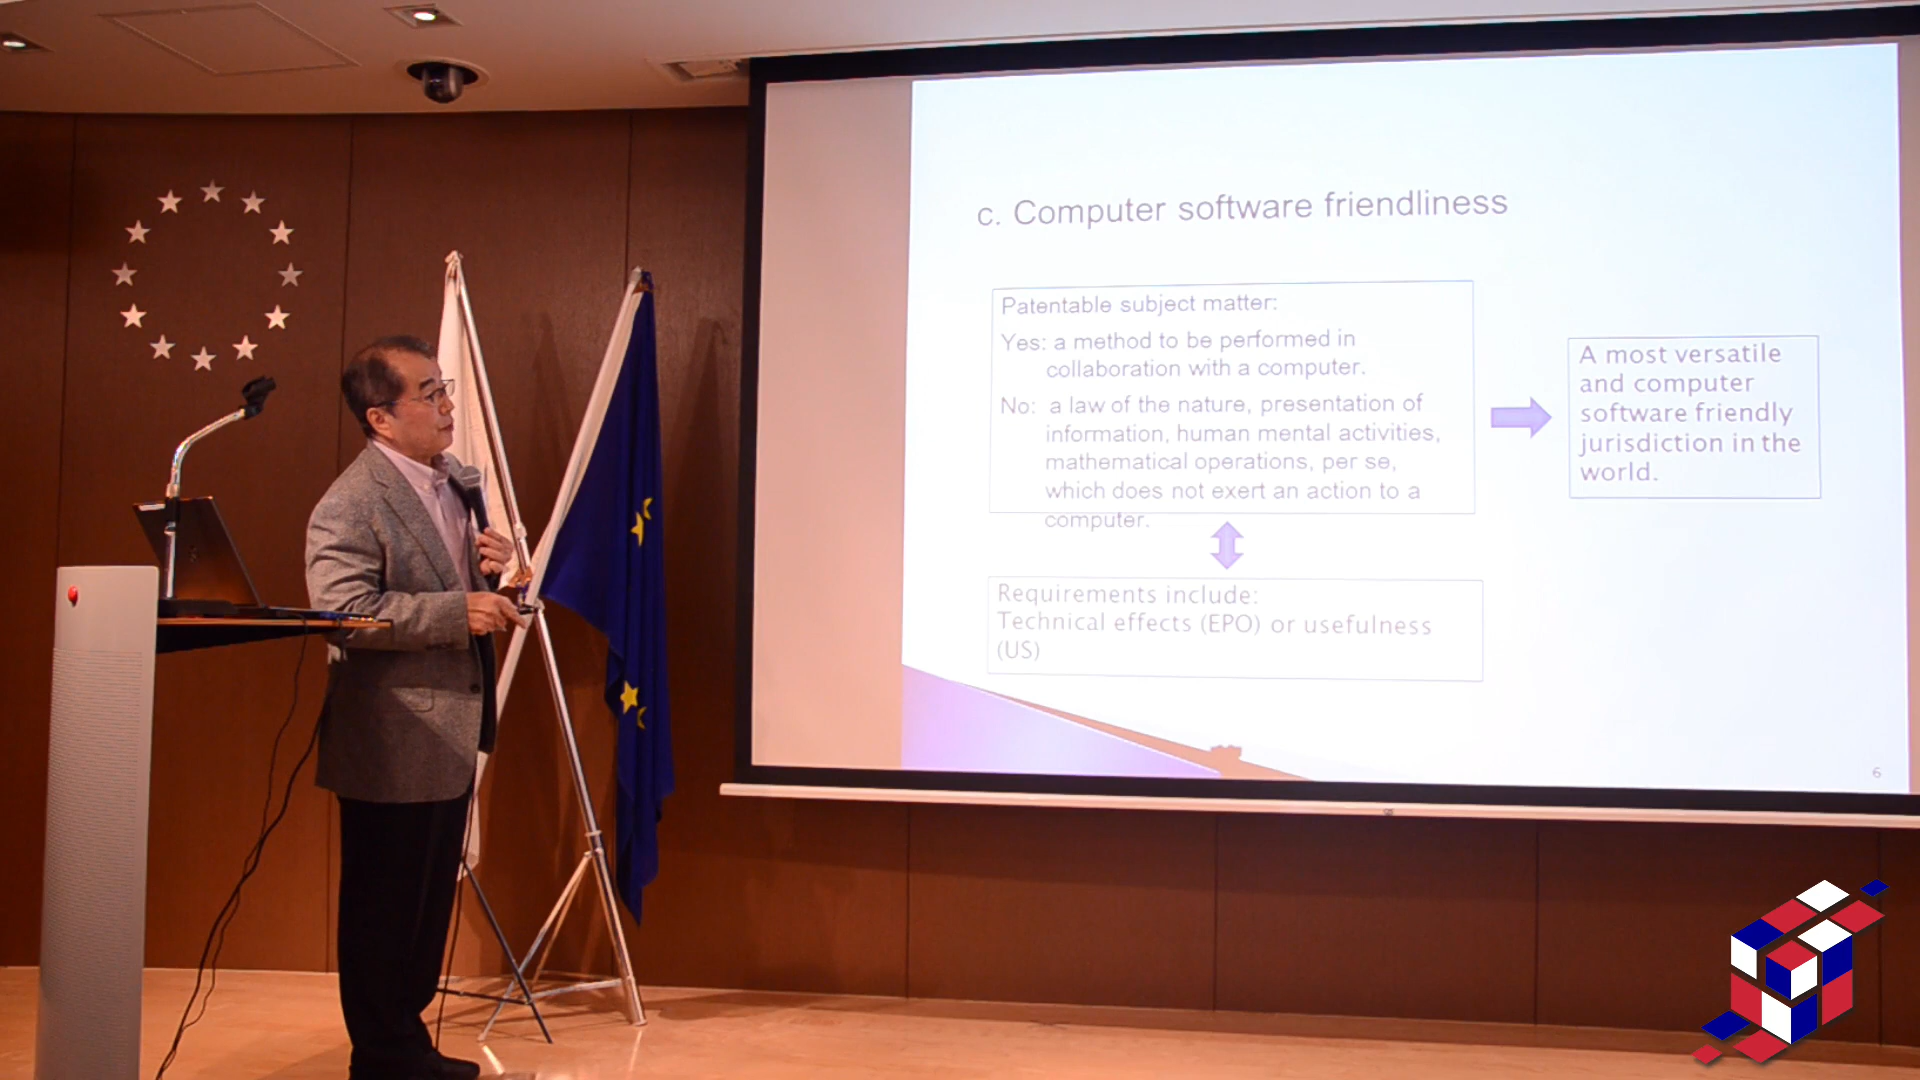 c. Computer software friendliness
Patentable subject matter:
Yes: a method to be performed in
collaboration with a computer.
No: a law of the nature, presentation of
information, human mental activities,
mathematical operations, per se,
which does not exert an action to a
computer.
A most versatile
and computer
software friendly
jurisdiction in the
world.
Requirements include:
Technical effects (EPO) or usefulness
(US)
6